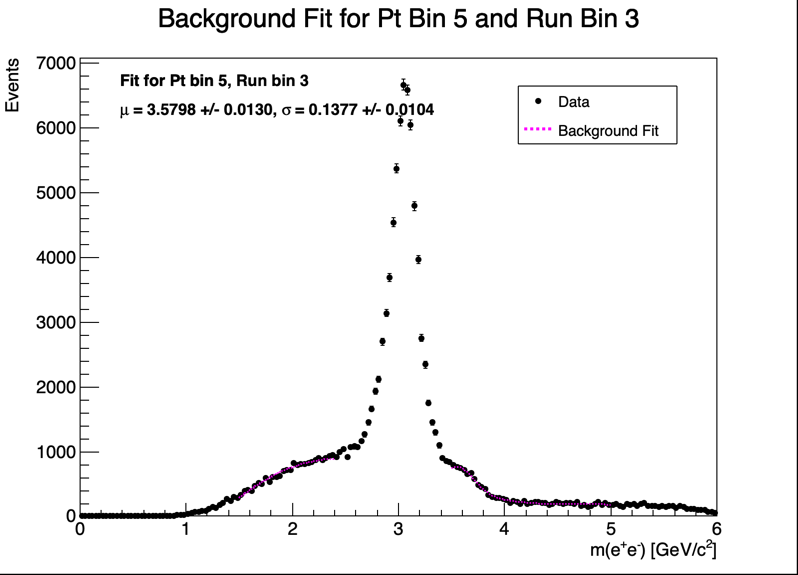 Background Fit for Pt Bin 5 and Run Bin 3
Events
7000
6000
5000
4000
3000
2000
1000
0
Fit for Pt bin 5, Run bin 3
μ = 3.5798 +/- 0.0130, σ = 0.1377 +/- 0.0104
Data
Background Fit
0 1 2 3 4 5 6
m(e⁺e⁻) [GeV/c²]